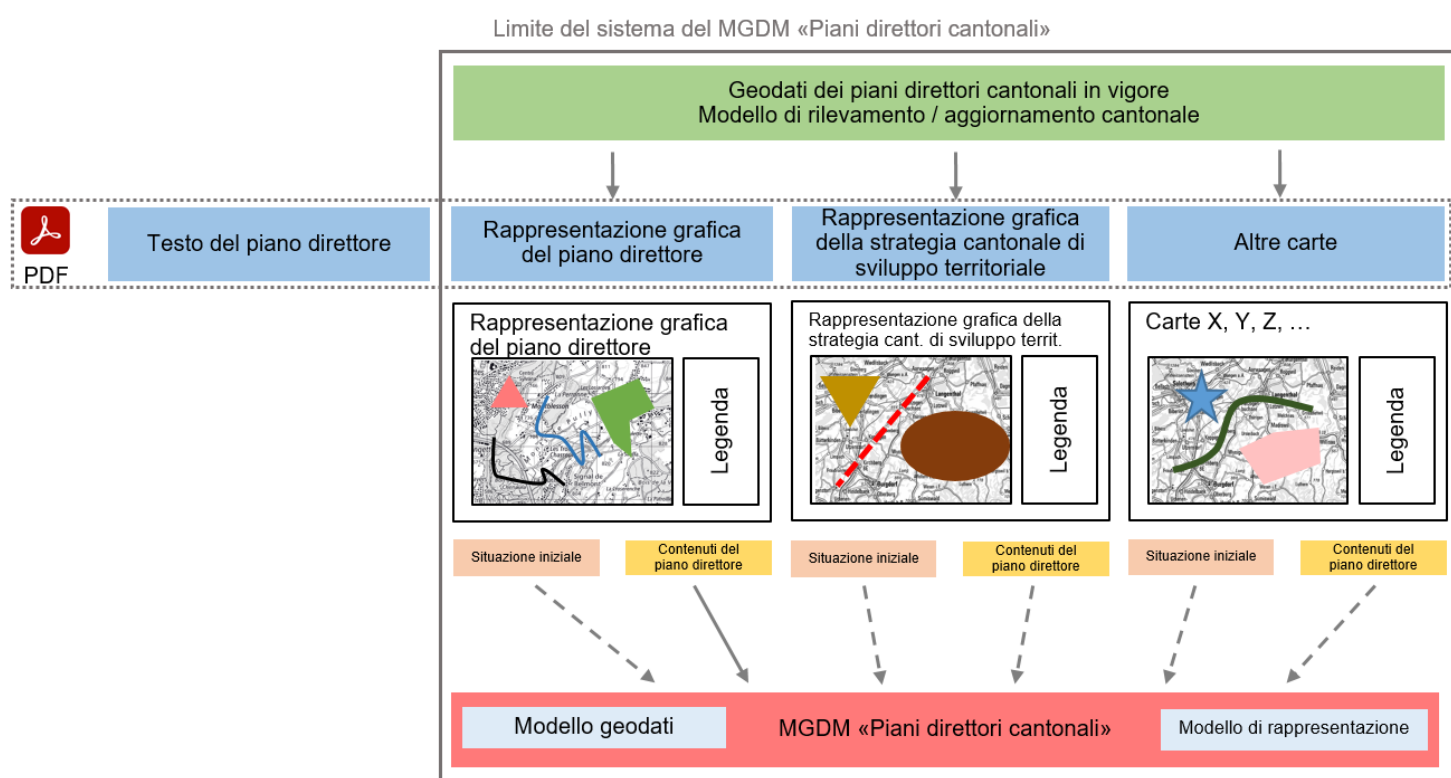 Limite del sistema del MGDM «Piani direttori cantonali»
Geodati dei piani direttori cantonali in vigore
Modello di rilevamento / aggiornamento cantonale
PDF
Testo del piano direttore
Rappresentazione grafica
del piano direttore
Rappresentazione grafica
della strategia cantonale di
sviluppo territoriale
Altre carte
Rappresentazione grafica
del piano direttore
Legenda
Rappresentazione grafica della
strategia cant. di sviluppo territ.
Langenthal
Burgdorf
Legenda
Carte X, Y, Z, …
Langenthal
Burgdorf
Legenda
Situazione iniziale
Contenuti del
piano direttore
Situazione iniziale
Contenuti del
piano direttore
Situazione iniziale
Contenuti del
piano direttore
Modello geodati
MGDM «Piani direttori cantonali»
Modello di rappresentazione